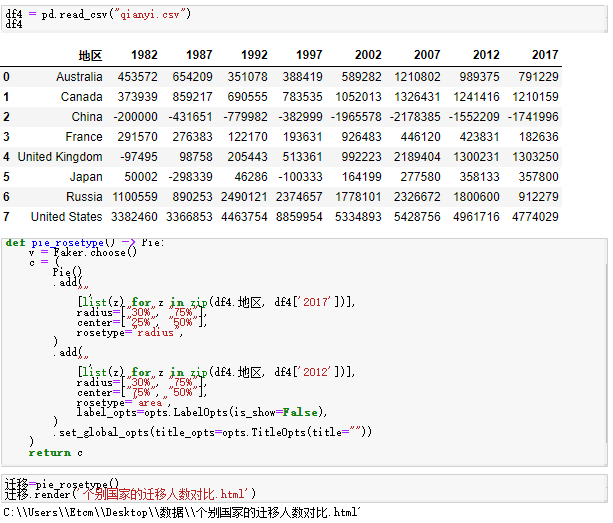 df4 = pd.read_csv("qianyi.csv")
df4
地区 1982 1987 1992 1997 2002 2007 2012 2017
0 Australia 453572 654209 351078 388419 589282 1210802 989375 791229
1 Canada 373939 859217 690555 783535 1052013 1326431 1241416 1210159
2 China -200000 -431651 -779982 -382999 -1965578 -2178385 -1552209 -1741996
3 France 291570 276383 122170 193631 926483 446120 423831 182636
4 United Kingdom -97495 98758 205443 513361 992223 2189404 1300231 1303250
5 Japan 50002 -298339 46286 -100333 164199 277580 358133 357800
6 Russia 1100559 890253 2490121 2374657 1778101 2326672 1800600 912279
7 United States 3382460 3366853 4463754 8859954 5334893 5428756 4961716 4774029
def pie_rosetype() -> Pie:
v = Faker.choose()
c = (
Pie()
.add(
"",
[list(z) for z in zip(df4.地区, df4['2017'])],
radius=["30%", "75%"],
center=["25%", "50%"],
rosetype="radius",
)
.add(
"",
[list(z) for z in zip(df4.地区, df4['2012'])],
radius=["30%", "75%"],
center=["75%", "50%"],
rosetype="area",
label_opts=opts.LabelOpts(is_show=False),
)
.set_global_opts(title_opts=opts.TitleOpts(title=""))
)
return c
迁移=pie_rosetype()
迁移.render('个别国家的迁移人数对比.html')
C:\\Users\\Etcm\\Desktop\\数据\\个别国家的迁移人数对比.html'